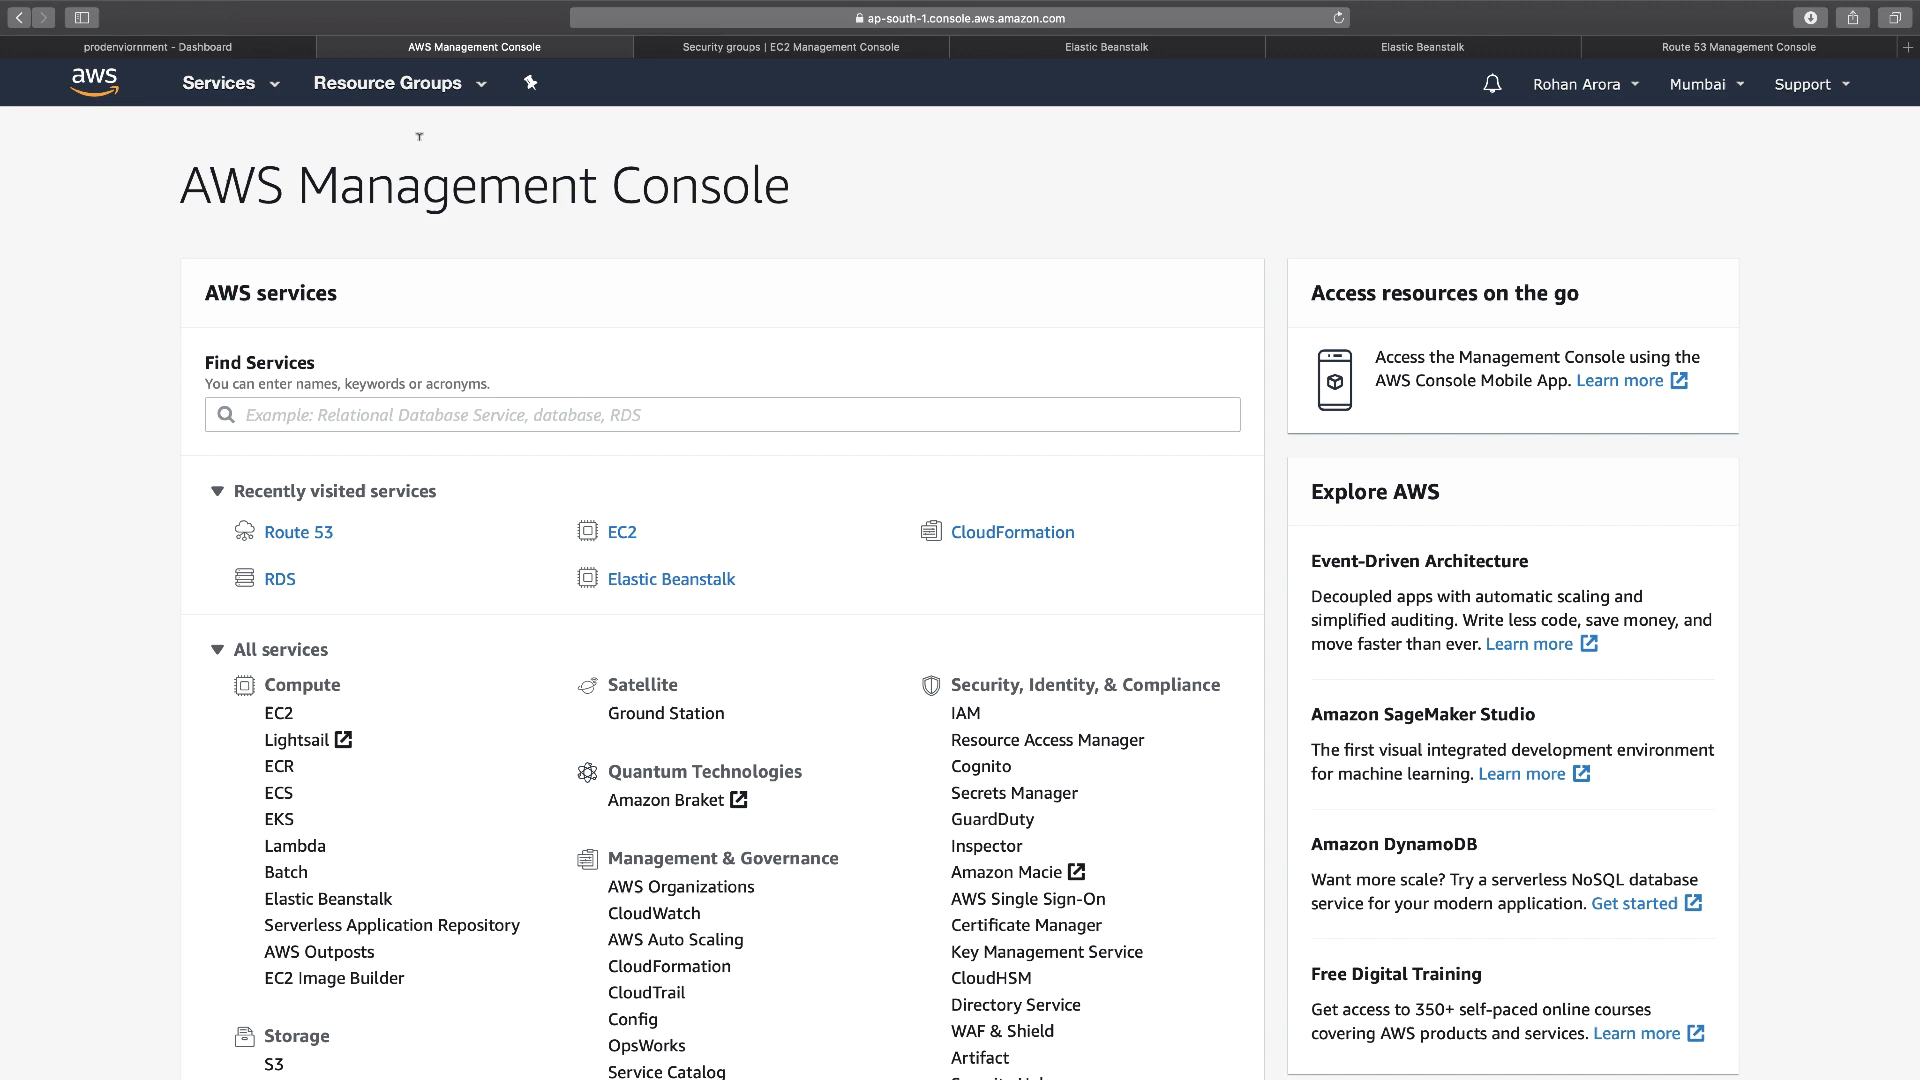 ap-south-1.console.aws.amazon.com
prodenviornment - Dashboard
AWS Management Console
Security groups | EC2 Management Console
Elastic Beanstalk
Elastic Beanstalk
Route 53 Management Console
aws
Services
Resource Groups
Rohan Arora
Mumbai
Support
AWS Management Console
AWS services
Find Services
You can enter names, keywords or acronyms.
Example: Relational Database Service, database, RDS
Recently visited services
Route 53
EC2
CloudFormation
RDS
Elastic Beanstalk
All services
Compute
EC2
Lightsail
ECR
ECS
EKS
Lambda
Batch
Elastic Beanstalk
Serverless Application Repository
AWS Outposts
EC2 Image Builder
Storage
S3
Satellite
Ground Station
Quantum Technologies
Amazon Braket
Management & Governance
AWS Organizations
CloudWatch
AWS Auto Scaling
CloudFormation
CloudTrail
Config
OpsWorks
Service Catalog
Security, Identity, & Compliance
IAM
Resource Access Manager
Cognito
Secrets Manager
GuardDuty
Inspector
Amazon Macie
AWS Single Sign-On
Certificate Manager
Key Management Service
CloudHSM
Directory Service
WAF & Shield
Artifact
Access resources on the go
Access the Management Console using the
AWS Console Mobile App. Learn more
Explore AWS
Event-Driven Architecture
Decoupled apps with automatic scaling and
simplified auditing. Write less code, save money, and
move faster than ever. Learn more
Amazon SageMaker Studio
The first visual integrated development environment
for machine learning. Learn more
Amazon DynamoDB
Want more scale? Try a serverless NoSQL database
service for your modern application. Get started
Free Digital Training
Get access to 350+ self-paced online courses
covering AWS products and services. Learn more